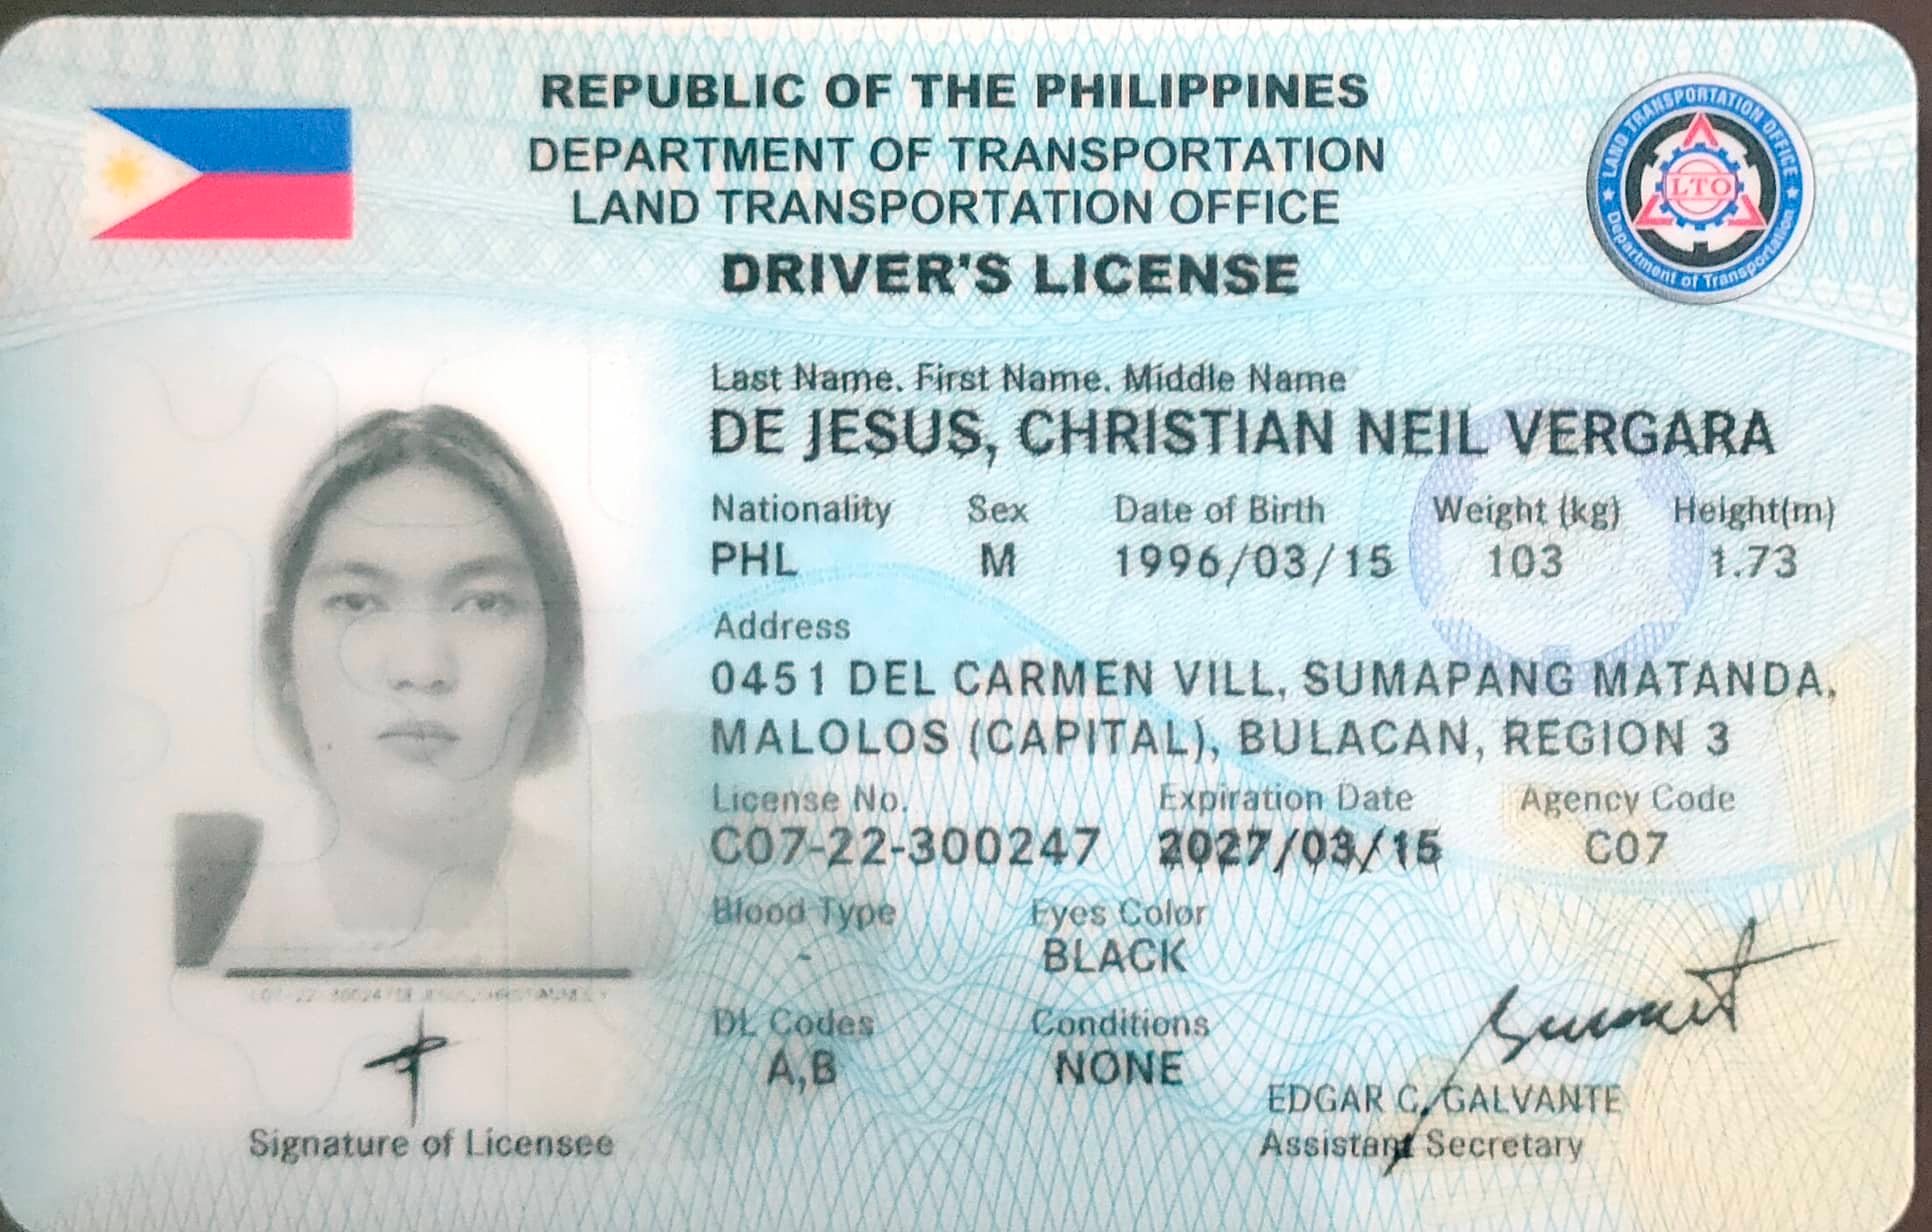 REPUBLIC OF THE PHILIPPINES
DEPARTMENT OF TRANSPORTATION
LAND TRANSPORTATION OFFICE
DRIVER'S LICENSE
LAND TRANSPORTATION OFFICE
LTO
Department of Transportation
Last Name. First Name. Middle Name
DE JESUS, CHRISTIAN NEIL VERGARA
Nationality Sex Date of Birth Weight (kg) Height(m)
PHL M 1996/03/15 103 1.73
Address
0451 DEL CARMEN VILL, SUMAPANG MATANDA,
MALOLOS (CAPITAL), BULACAN, REGION 3
License No. Expiration Date Agency Code
C07-22-300247 2027/03/15 C07
Blood Type Eyes Color
- BLACK
DL Codes Conditions
A,B NONE
EDGAR C. GALVANTE
Assistant Secretary
Signature of Licensee